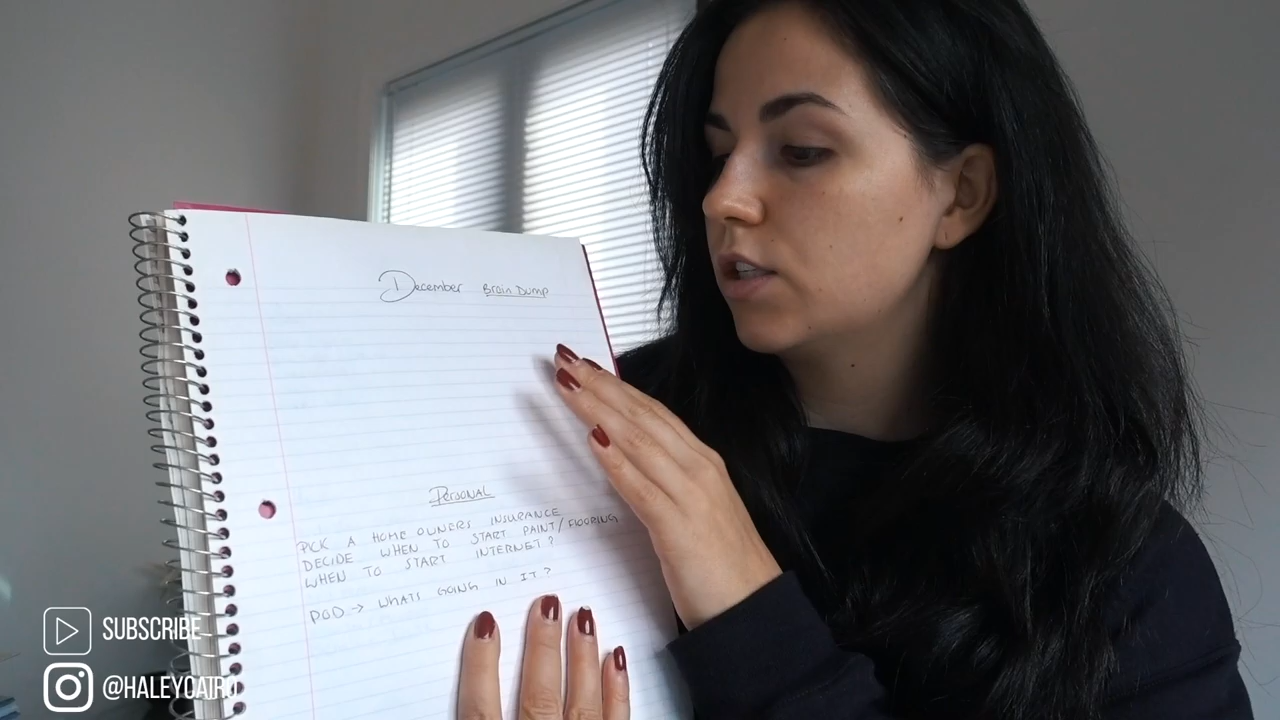 December Brain Dump
Personal
PICK A HOME OWNERS INSURANCE
DECIDE WHEN TO START PAINT/FLOORING
WHEN TO START INTERNET?
POD → WHATS GOING IN IT?
SUBSCRIBE
@HALEYCAIRO